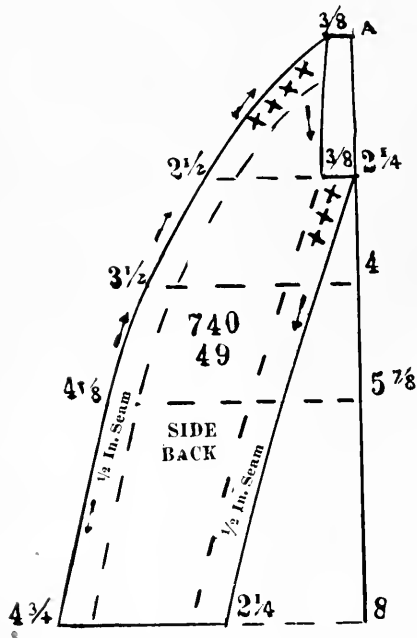 3/8 A
3/8
2 1/2 2 1/4
3 1/2 4
740
49
4 1/8 5 7/8
SIDE
BACK
1/2 In. Seam
1/2 In. Seam
4 3/4 2 1/4 8